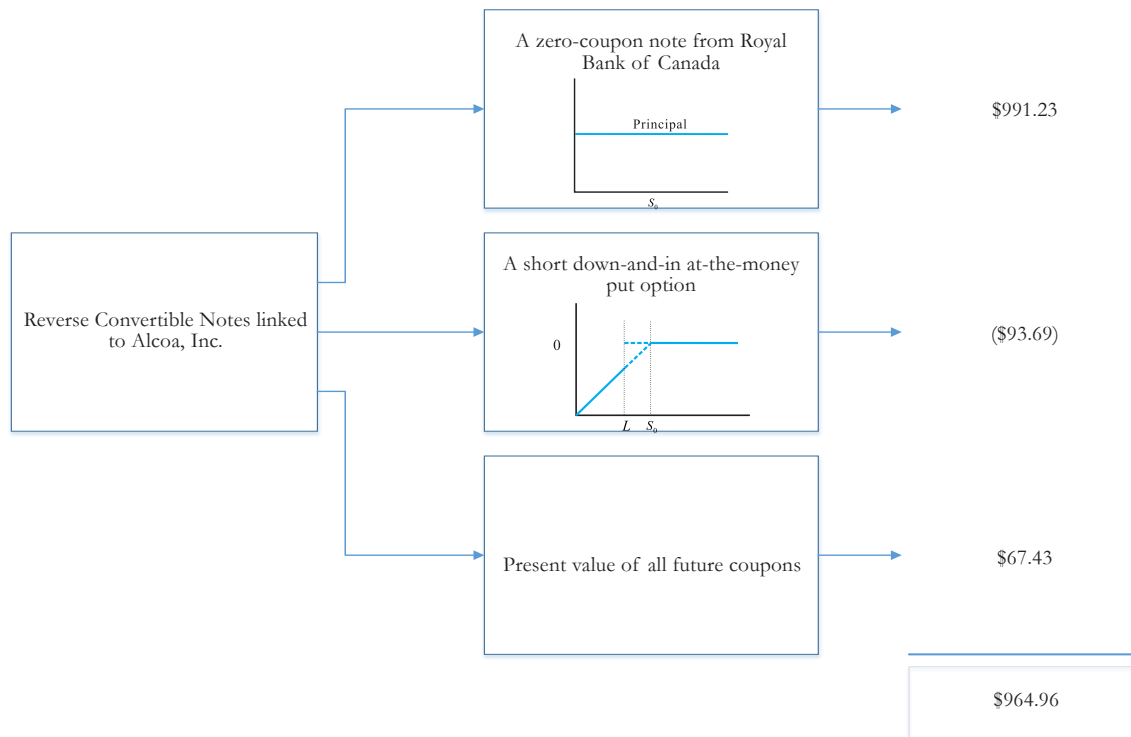 A zero-coupon note from Royal
Bank of Canada
Principal
S₀
$991.23
Reverse Convertible Notes linked
to Alcoa, Inc.
A short down-and-in at-the-money
put option
0
L S₀
($93.69)
Present value of all future coupons
$67.43
$964.96